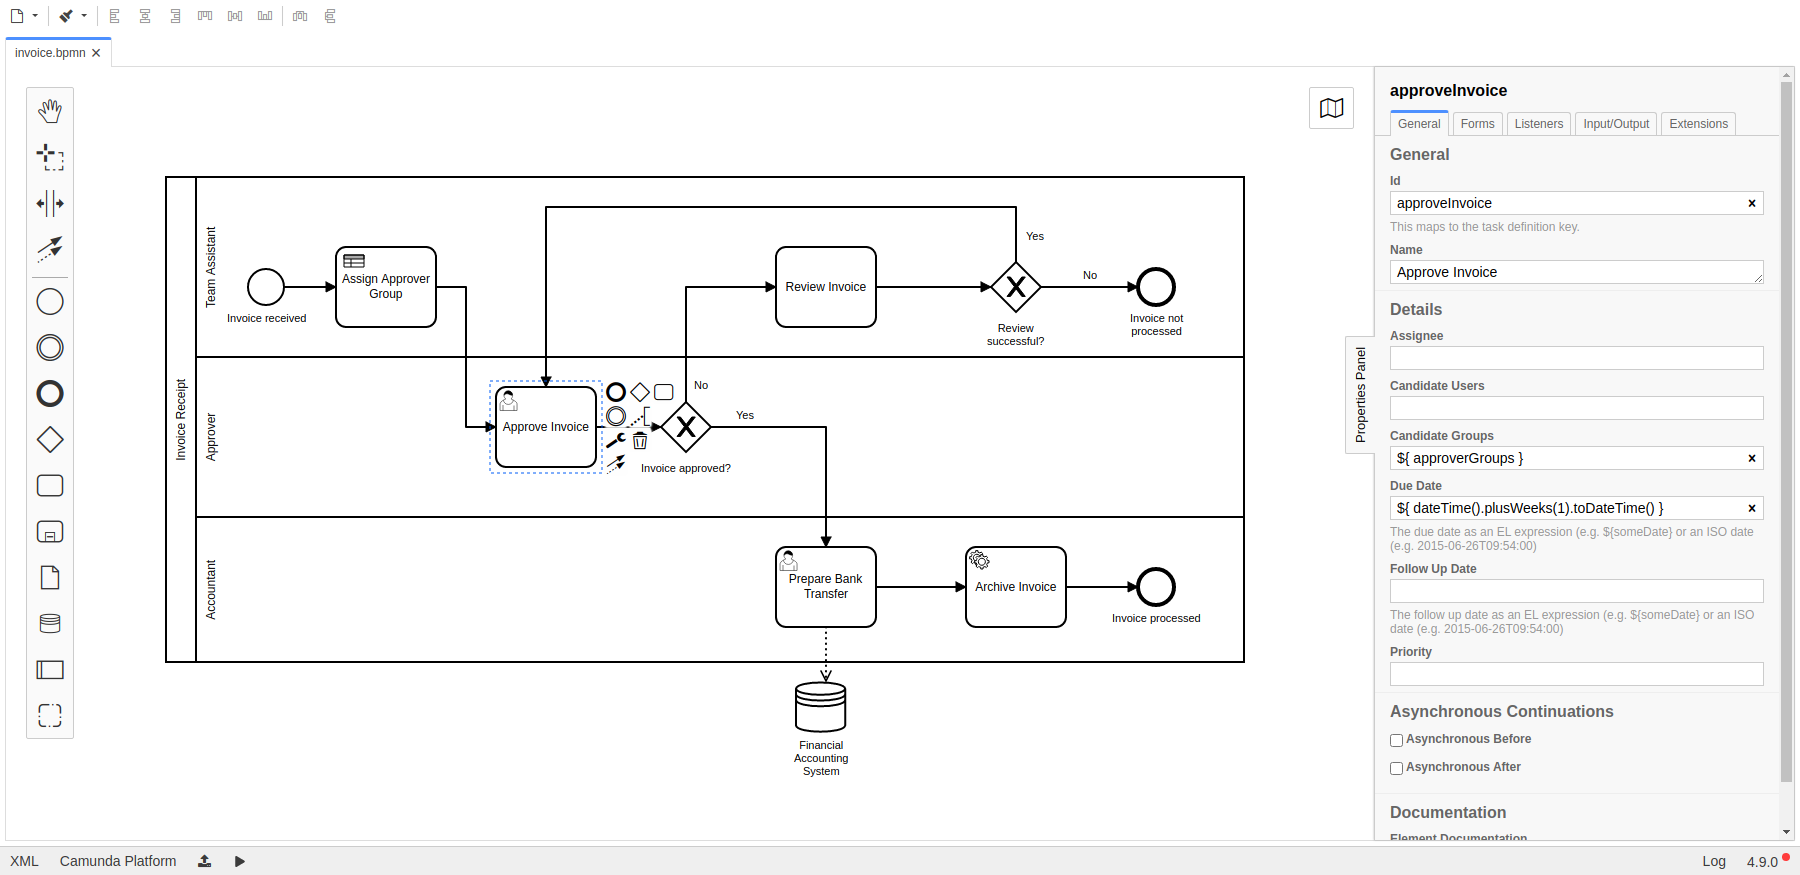 invoice.bpmn
Invoice Receipt
Team Assistant
Invoice received
Assign Approver
Group
Review Invoice
Yes
No
Review
successful?
Invoice not
processed
Approver
Approve Invoice
No
Yes
Invoice approved?
Accountant
Prepare Bank
Transfer
Archive Invoice
Invoice processed
Financial
Accounting
System
Properties Panel
approveInvoice
General
Forms
Listeners
Input/Output
Extensions
General
Id
approveInvoice
This maps to the task definition key.
Name
Approve Invoice
Details
Assignee
Candidate Users
Candidate Groups
${ approverGroups }
Due Date
${ dateTime().plusWeeks(1).toDateTime() }
The due date as an EL expression (e.g. ${someDate} or an ISO date
(e.g. 2015-06-26T09:54:00)
Follow Up Date
The follow up date as an EL expression (e.g. ${someDate} or an ISO
date (e.g. 2015-06-26T09:54:00)
Priority
Asynchronous Continuations
Asynchronous Before
Asynchronous After
Documentation
Element Documentation
XML
Camunda Platform
Log
4.9.0